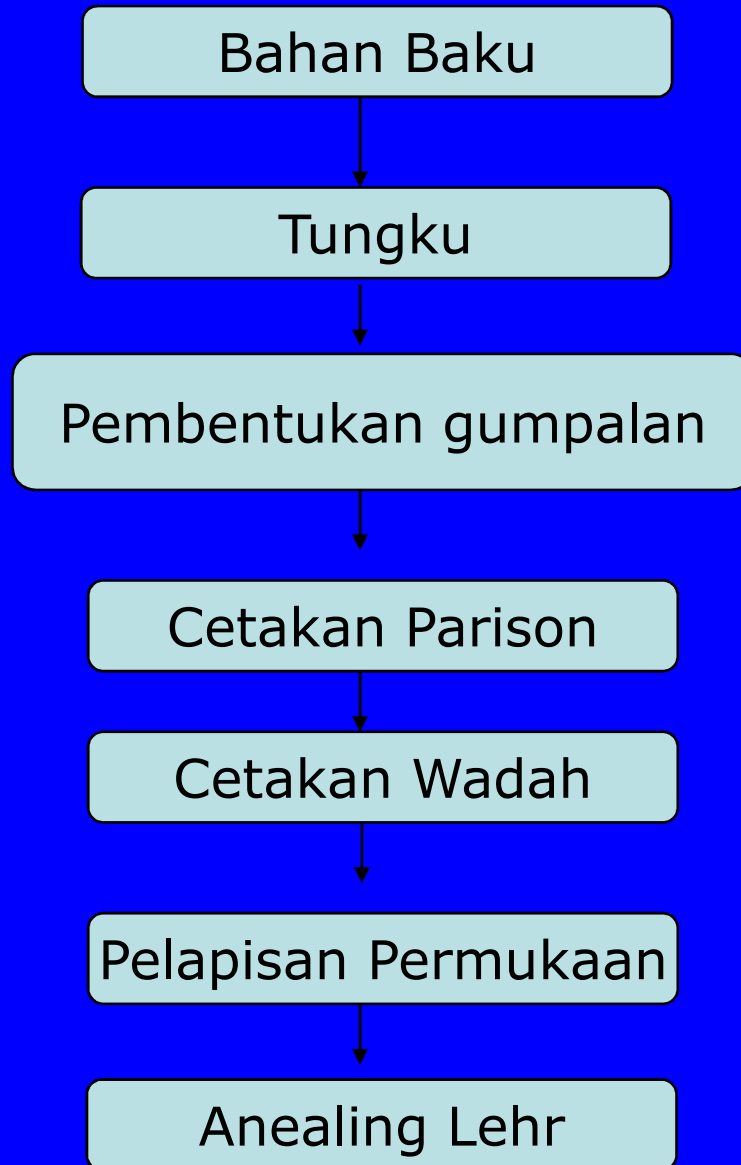 Bahan Baku
Tungku
Pembentukan gumpalan
Cetakan Parison
Cetakan Wadah
Pelapisan Permukaan
Anealing Lehr